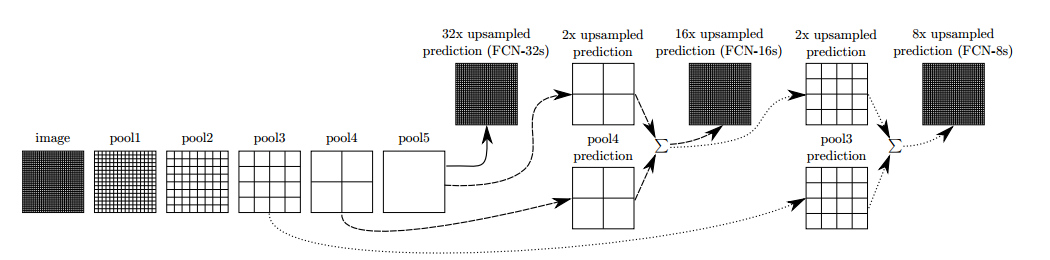 32x upsampled
prediction (FCN-32s)
2x upsampled
prediction
16x upsampled
prediction (FCN-16s)
2x upsampled
prediction
8x upsampled
prediction (FCN-8s)
image
pool1
pool2
pool3
pool4
pool5
pool4
prediction
∑
pool3
prediction
∑